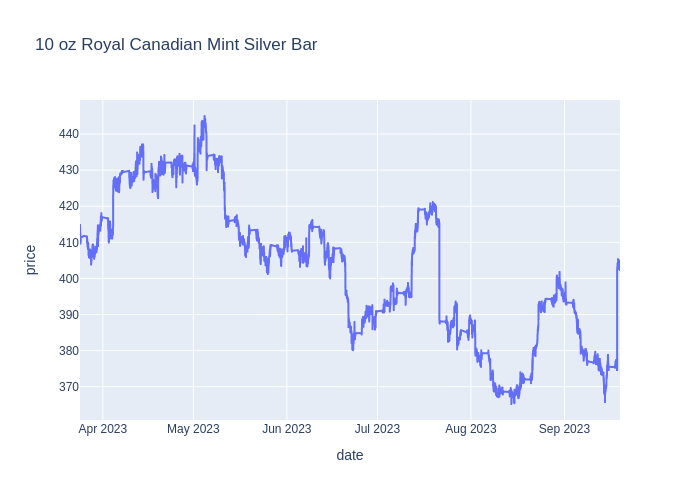 10 oz Royal Canadian Mint Silver Bar
440
430
420
410
400
390
380
370
price
Apr 2023 May 2023 Jun 2023 Jul 2023 Aug 2023 Sep 2023
date